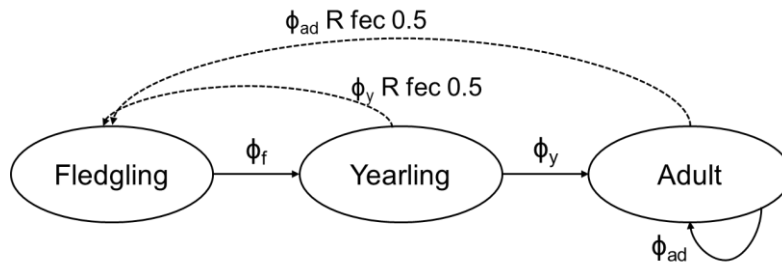 ϕad R fec 0.5
ϕy R fec 0.5
Fledgling
ϕf
Yearling
ϕy
Adult
ϕad